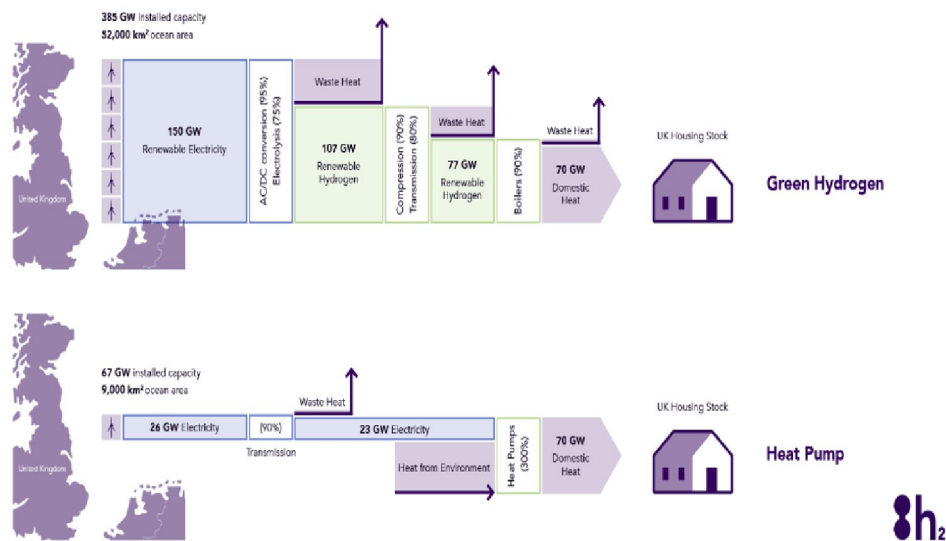 385 GW installed capacity
52,000 km² ocean area
150 GW
Renewable Electricity
AC/DC conversion (95%)
Electrolysis (75%)
Waste Heat
107 GW
Renewable
Hydrogen
Compression (90%)
Transmission (80%)
Waste Heat
77 GW
Renewable
Hydrogen
Boilers (90%)
Waste Heat
70 GW
Domestic
Heat
UK Housing Stock
Green Hydrogen
United Kingdom
67 GW installed capacity
9,000 km² ocean area
26 GW Electricity
(90%)
Transmission
Waste Heat
23 GW Electricity
Heat from Environment
Heat Pumps
(300%)
70 GW
Domestic
Heat
UK Housing Stock
Heat Pump
United Kingdom
8h₂